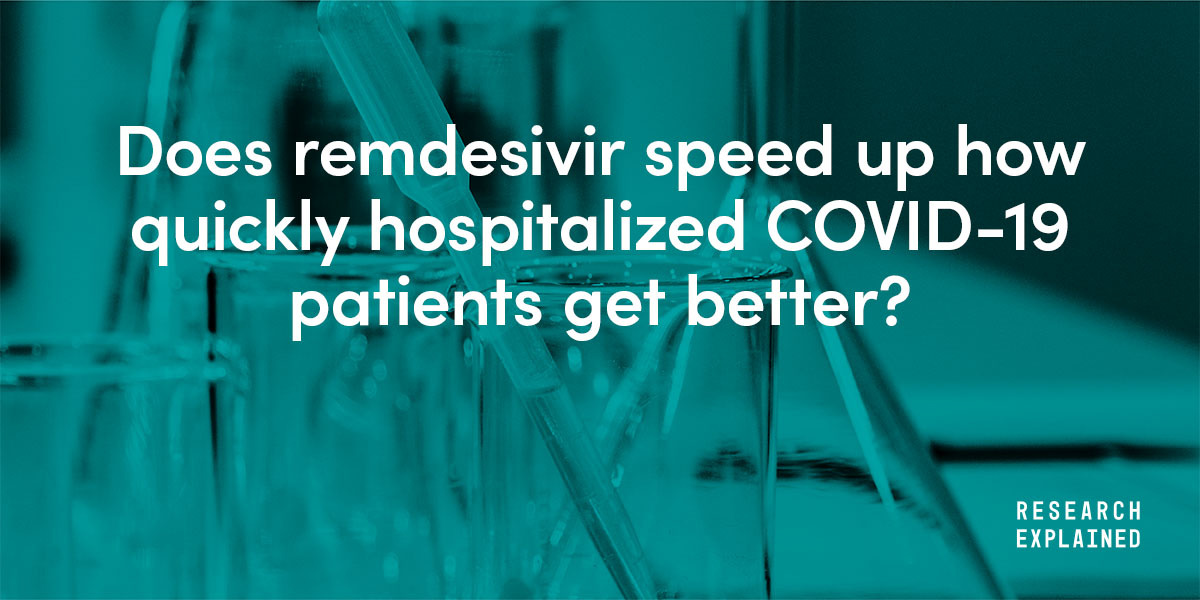 Does remdesivir speed up how
quickly hospitalized COVID-19
patients get better?
RESEARCH
EXPLAINED